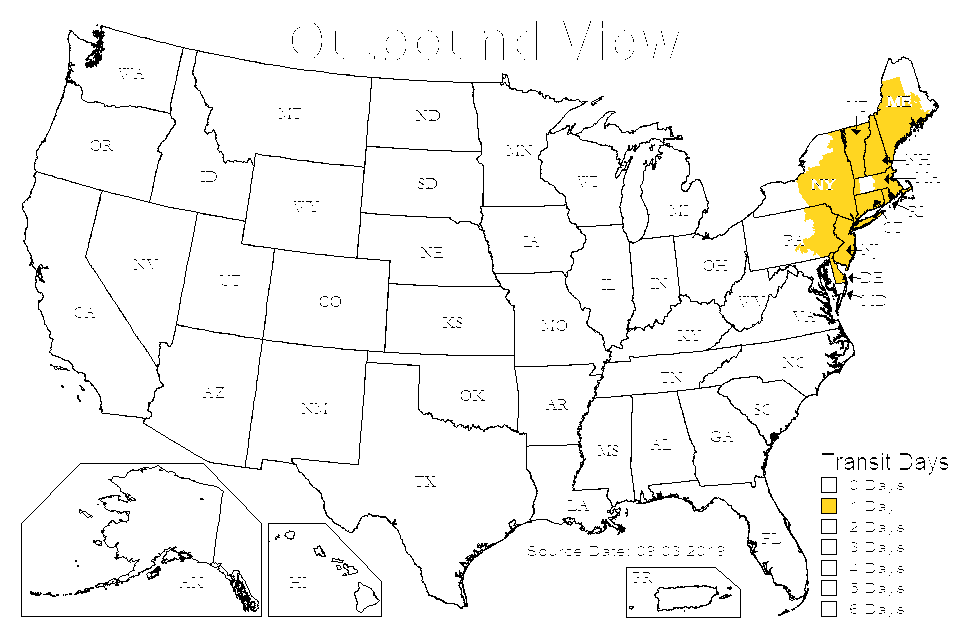 Outbound View
WA
MT
ND
MN
ME
OR
ID
WY
SD
WI
MI
NY
NH
NV
UT
CO
NE
IA
IL
IN
OH
PA
NJ
RI
CT
DE
MD
CA
KS
MO
KY
WV
VA
AZ
NM
OK
AR
TN
NC
SC
TX
LA
MS
AL
GA
FL
AK
HI
PR
Source Date: 09.03.2019
Transit Days
0 Days
1 Day
2 Days
3 Days
4 Days
5 Days
6 Days